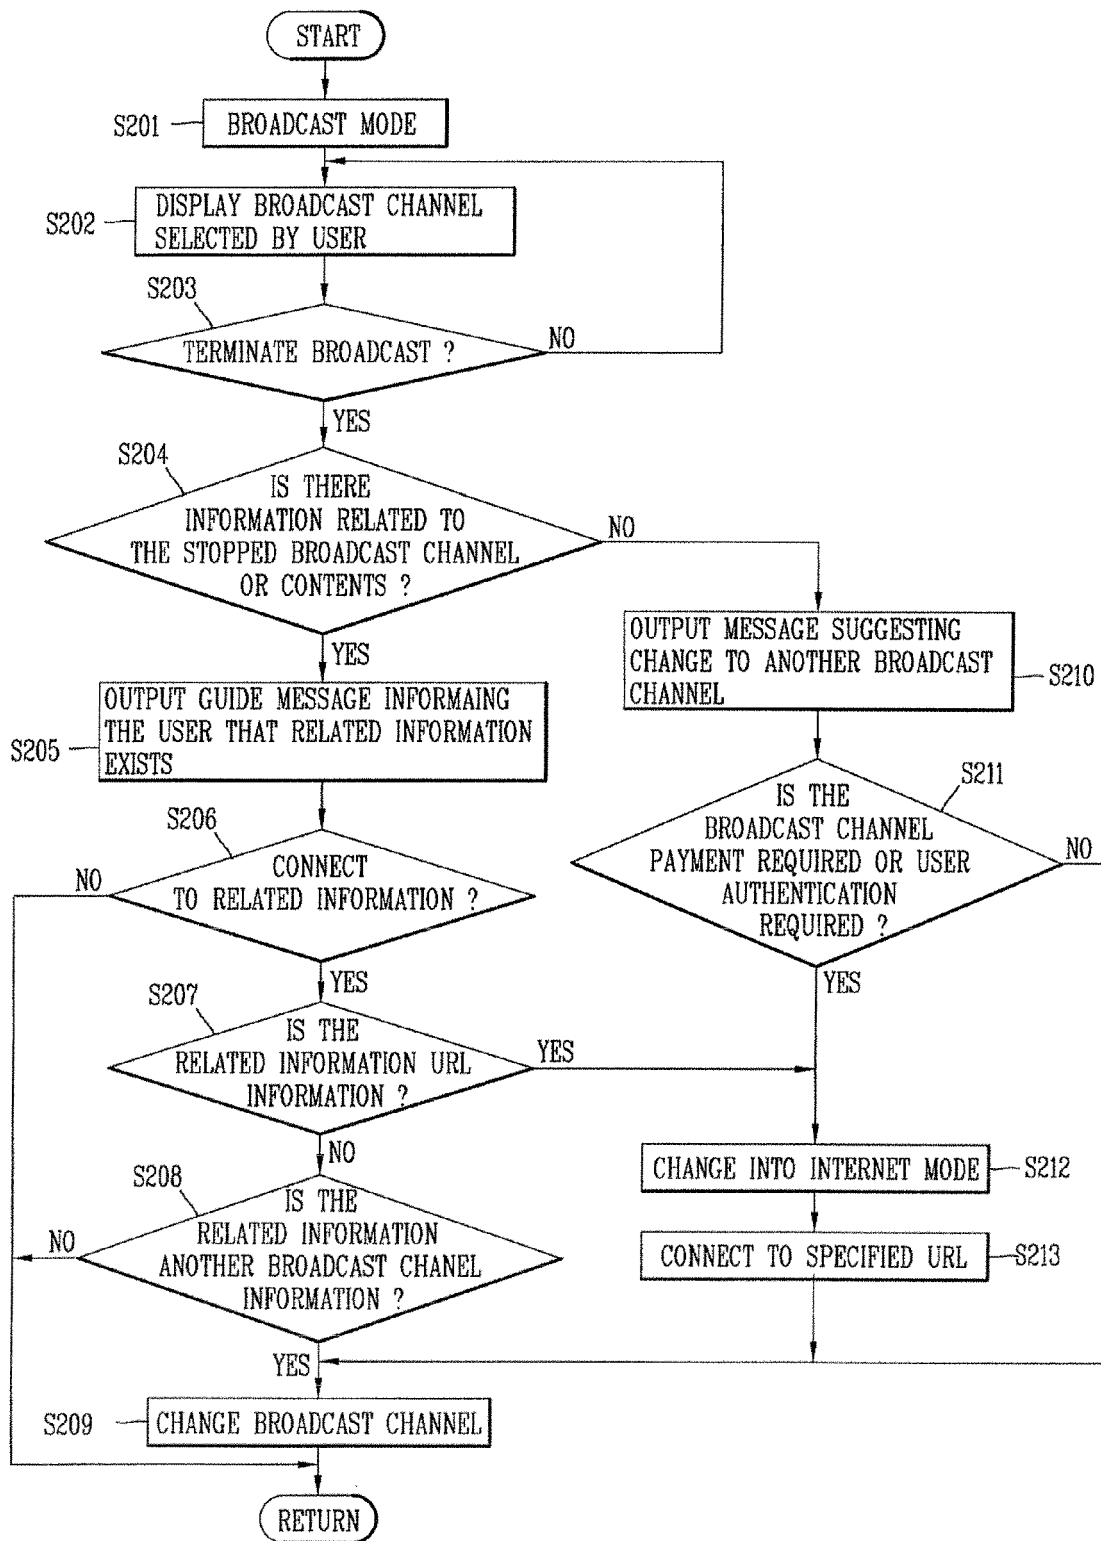 START
S201
BROADCAST MODE
S202
DISPLAY BROADCAST CHANNEL
SELECTED BY USER
S203
TERMINATE BROADCAST ?
NO
YES
S204
IS THERE
INFORMATION RELATED TO
THE STOPPED BROADCAST CHANNEL
OR CONTENTS ?
NO
YES
OUTPUT MESSAGE SUGGESTING
CHANGE TO ANOTHER BROADCAST
CHANNEL
S210
S205
OUTPUT GUIDE MESSAGE INFORMAING
THE USER THAT RELATED INFORMATION
EXISTS
S211
IS THE
BROADCAST CHANNEL
PAYMENT REQUIRED OR USER
AUTHENTICATION
REQUIRED ?
NO
YES
S206
CONNECT
TO RELATED INFORMATION ?
NO
YES
S207
IS THE
RELATED INFORMATION URL
INFORMATION ?
YES
NO
S208
IS THE
RELATED INFORMATION
ANOTHER BROADCAST CHANEL
INFORMATION ?
NO
YES
CHANGE INTO INTERNET MODE
S212
CONNECT TO SPECIFIED URL
S213
S209
CHANGE BROADCAST CHANNEL
RETURN